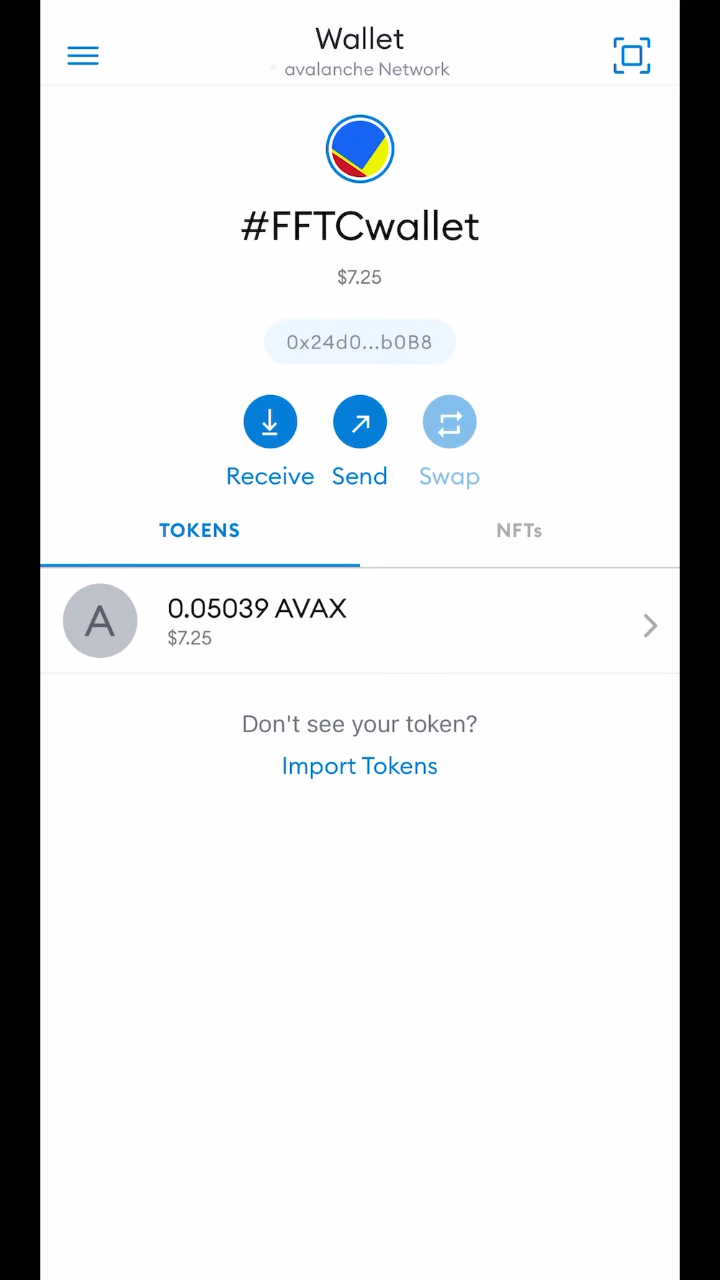 Wallet
avalanche Network
#FFTCwallet
$7.25
0x24d0...b0B8
Receive Send Swap
TOKENS NFTs
A 0.05039 AVAX
$7.25
Don't see your token?
Import Tokens